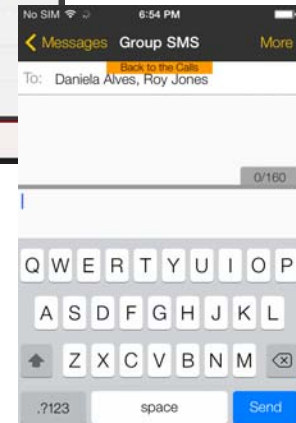 No SIM 6:54 PM
Messages Group SMS More
Back to the Calls
To: Daniela Alves, Roy Jones
0/160
Q W E R T Y U I O P
A S D F G H J K L
Z X C V B N M
.?123 space Send